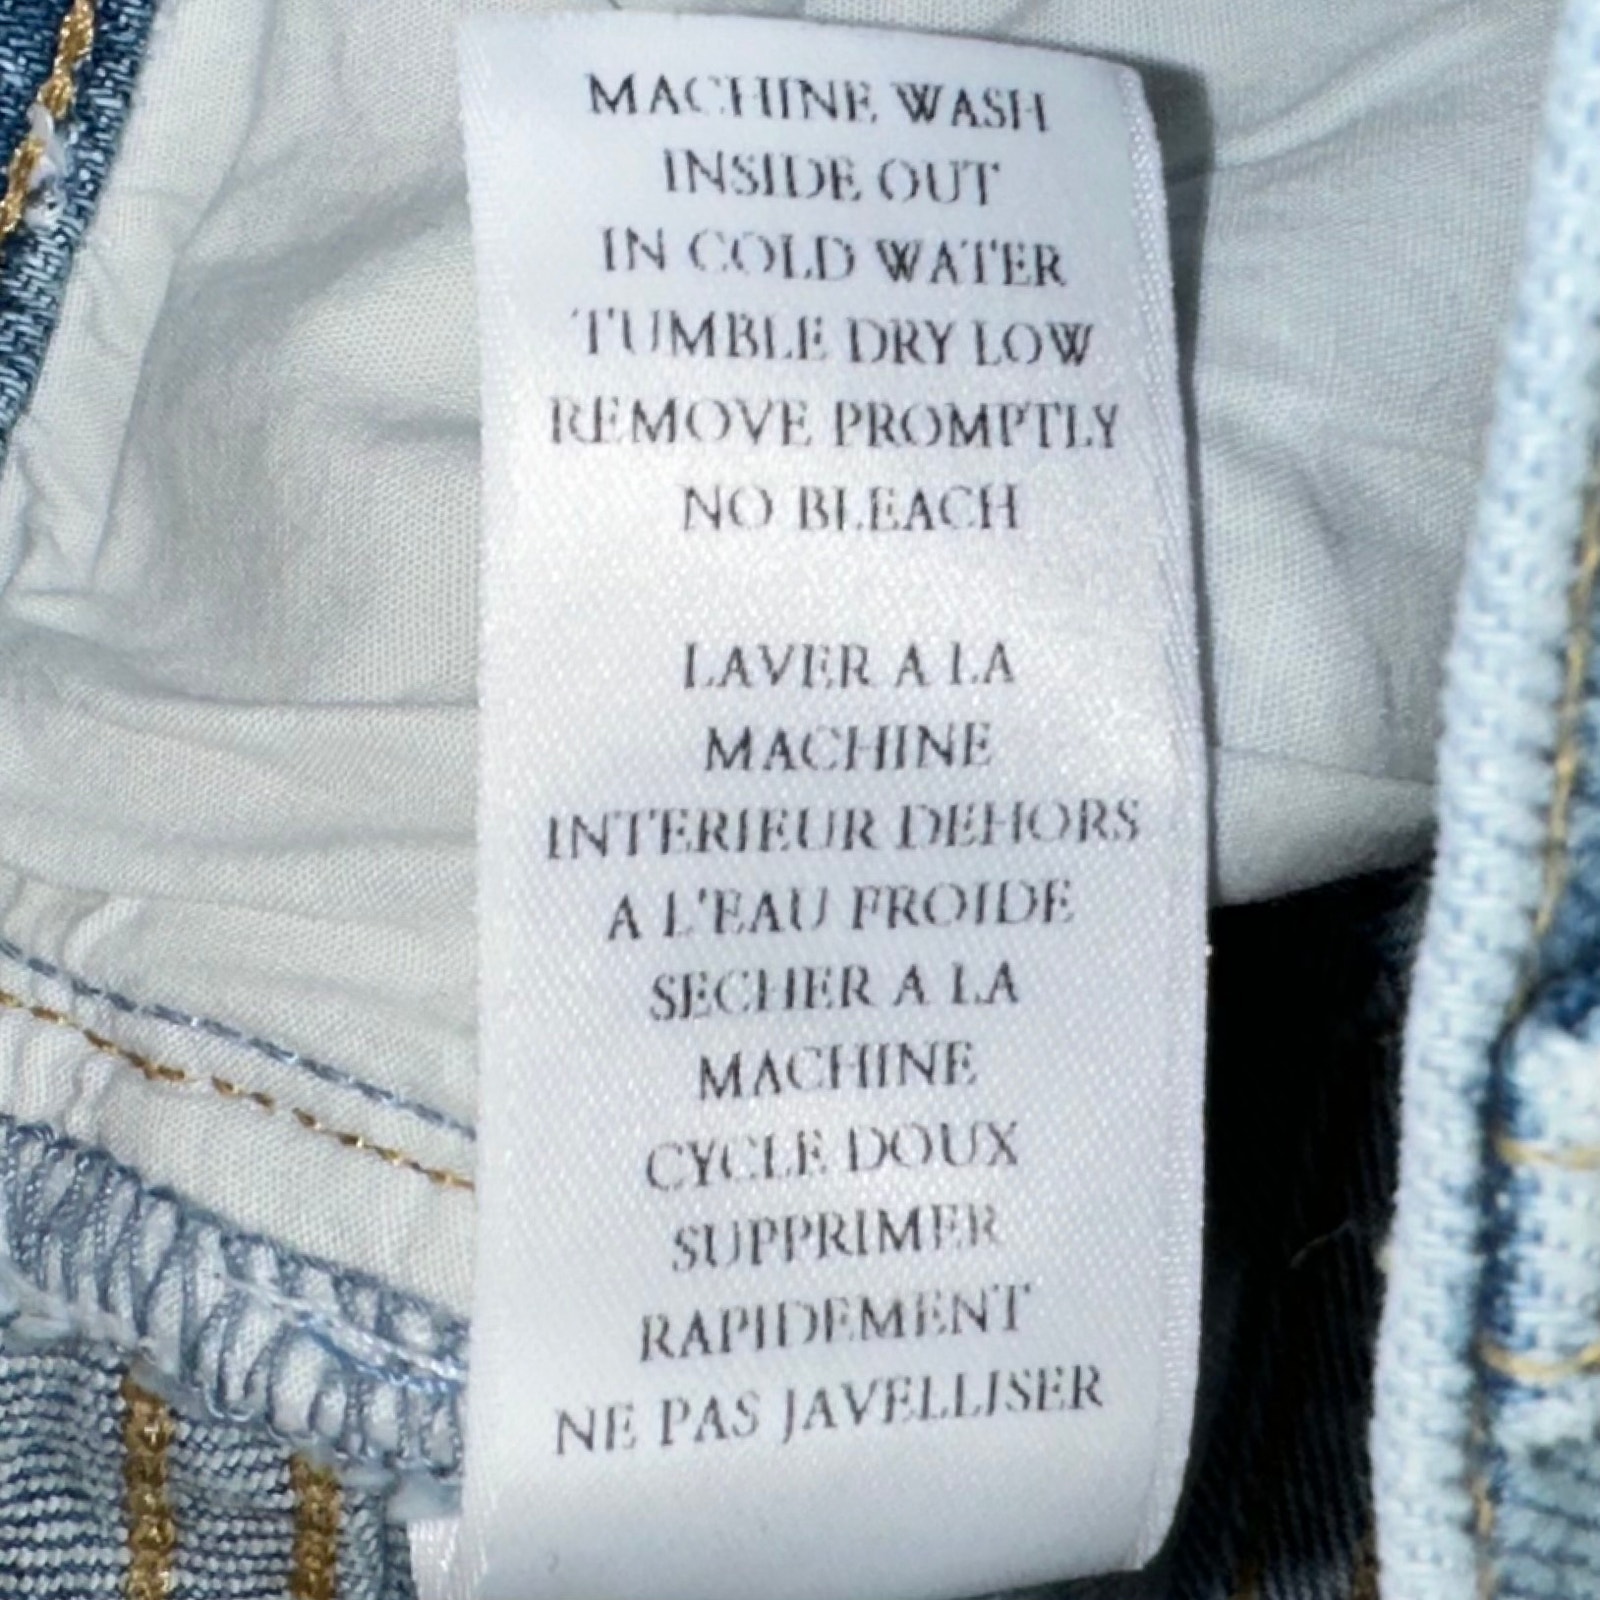 MACHINE WASH
INSIDE OUT
IN COLD WATER
TUMBLE DRY LOW
REMOVE PROMPTLY
NO BLEACH
LAVER A LA
MACHINE
INTERIEUR DEHORS
A L'EAU FROIDE
SECHER A LA
MACHINE
CYCLE DOUX
SUPPRIMER
RAPIDEMENT
NE PAS JAVELLISER